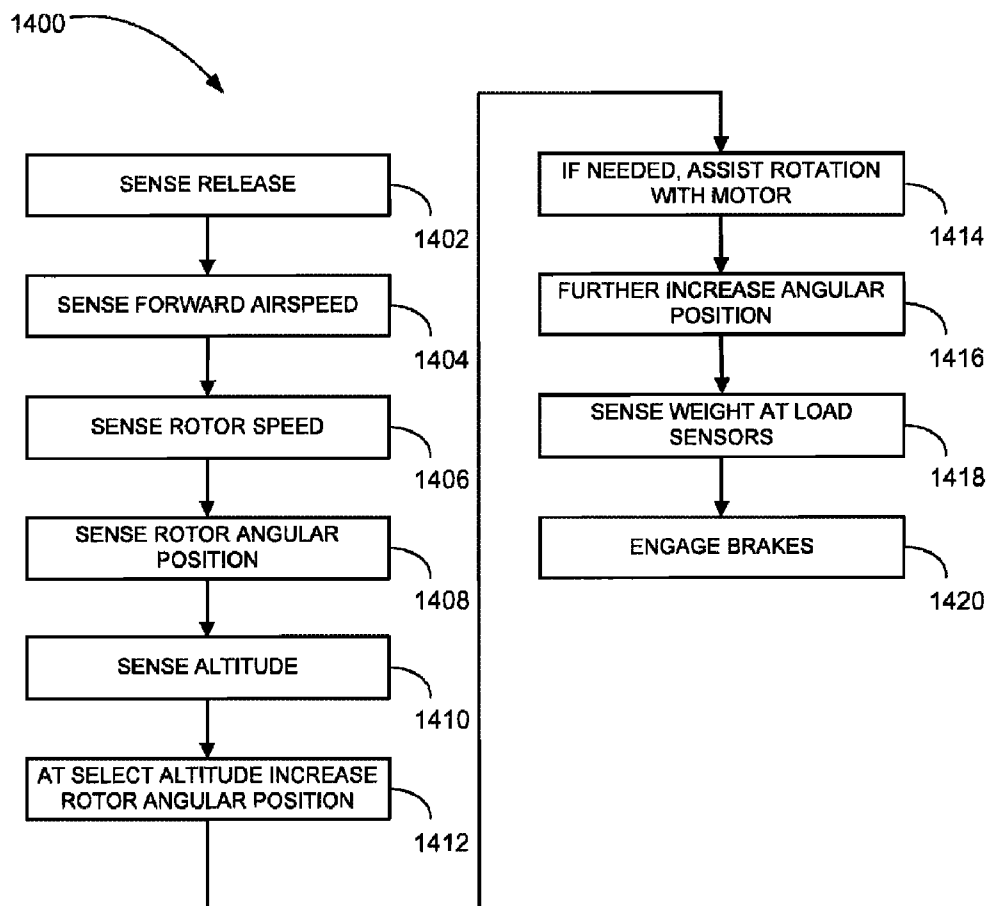 1400
SENSE RELEASE
1402
SENSE FORWARD AIRSPEED
1404
SENSE ROTOR SPEED
1406
SENSE ROTOR ANGULAR
POSITION
1408
SENSE ALTITUDE
1410
AT SELECT ALTITUDE INCREASE
ROTOR ANGULAR POSITION
1412
IF NEEDED, ASSIST ROTATION
WITH MOTOR
1414
FURTHER INCREASE ANGULAR
POSITION
1416
SENSE WEIGHT AT LOAD
SENSORS
1418
ENGAGE BRAKES
1420